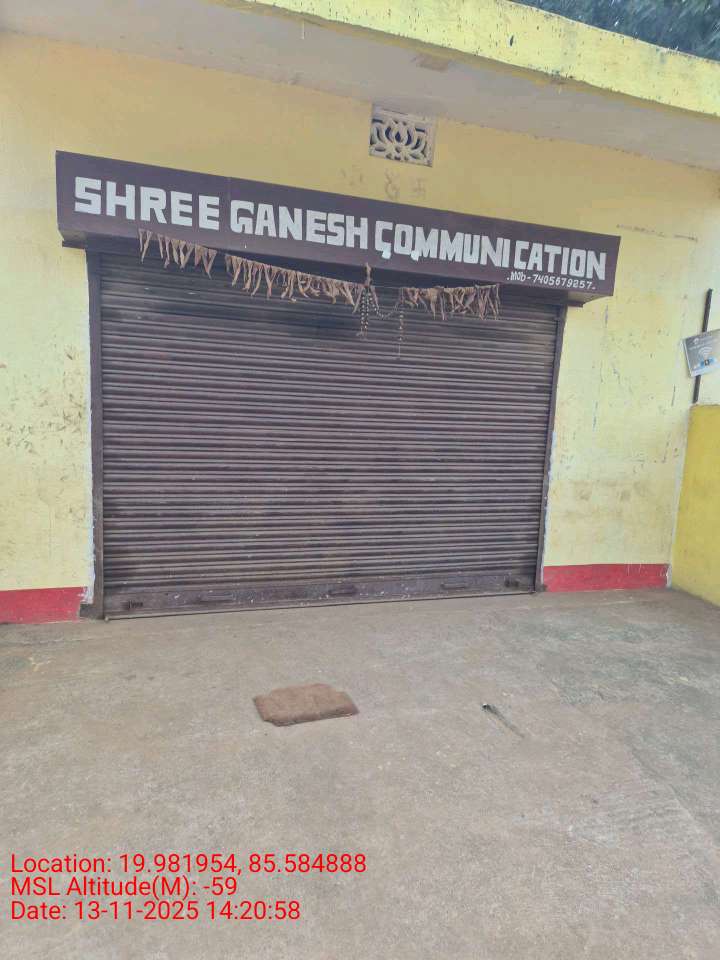 SHREE GANESH COMMUNICATION
MOB-7405679257.
Location: 19.981954, 85.584888
MSL Altitude(M): -59
Date: 13-11-2025 14:20:58